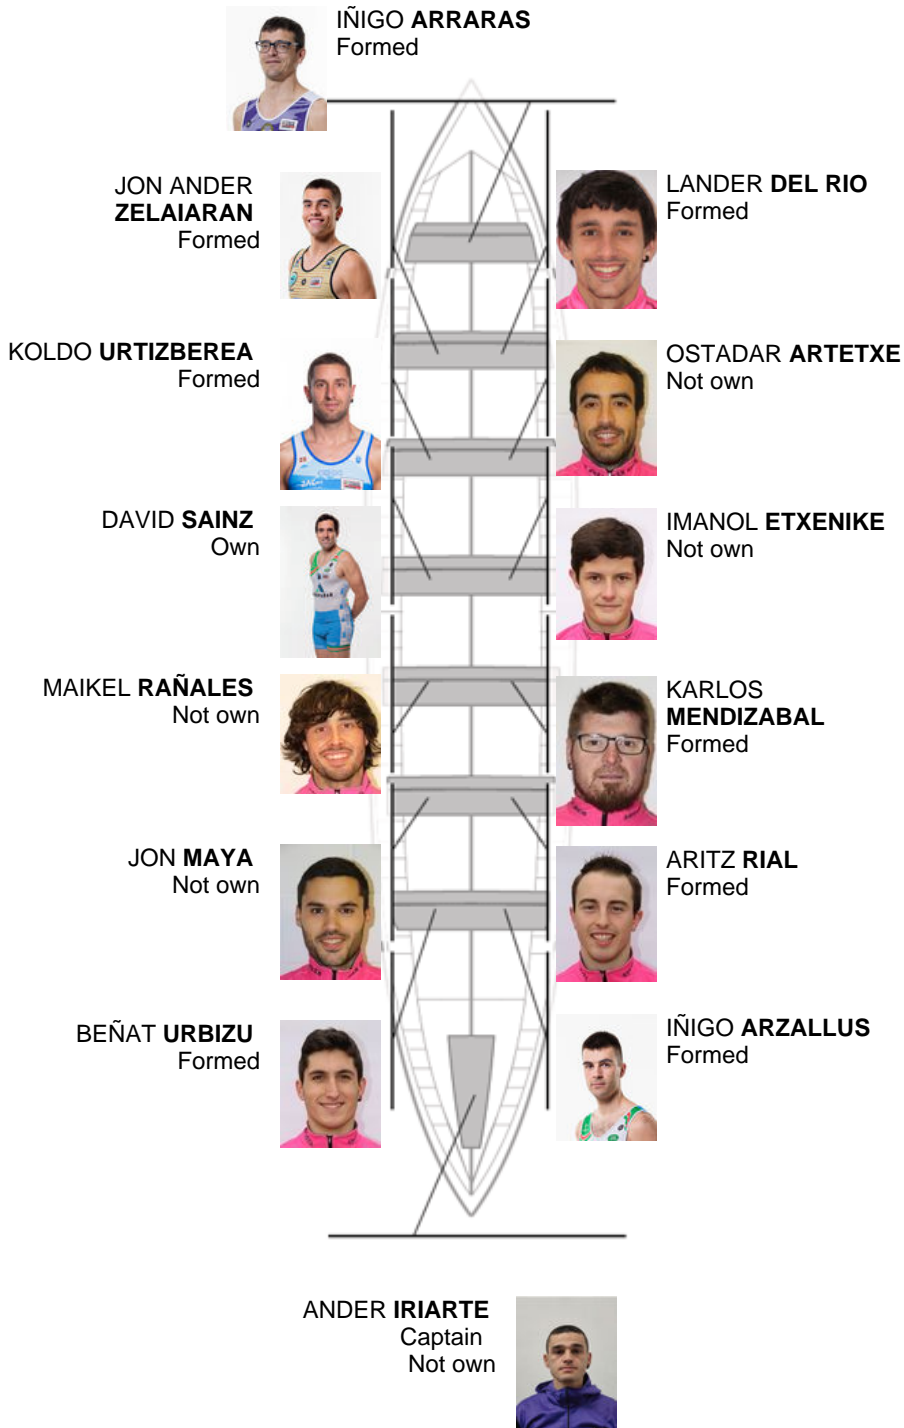 IÑIGO ARRARAS
Formed
JON ANDER
ZELAIARAN
Formed
LANDER DEL RIO
Formed
KOLDO URTIZBEREA
Formed
OSTADAR ARTETXE
Not own
DAVID SAINZ
Own
IMANOL ETXENIKE
Not own
MAIKEL RAÑALES
Not own
KARLOS
MENDIZABAL
Formed
JON MAYA
Not own
ARITZ RIAL
Formed
BEÑAT URBIZU
Formed
IÑIGO ARZALLUS
Formed
ANDER IRIARTE
Captain
Not own